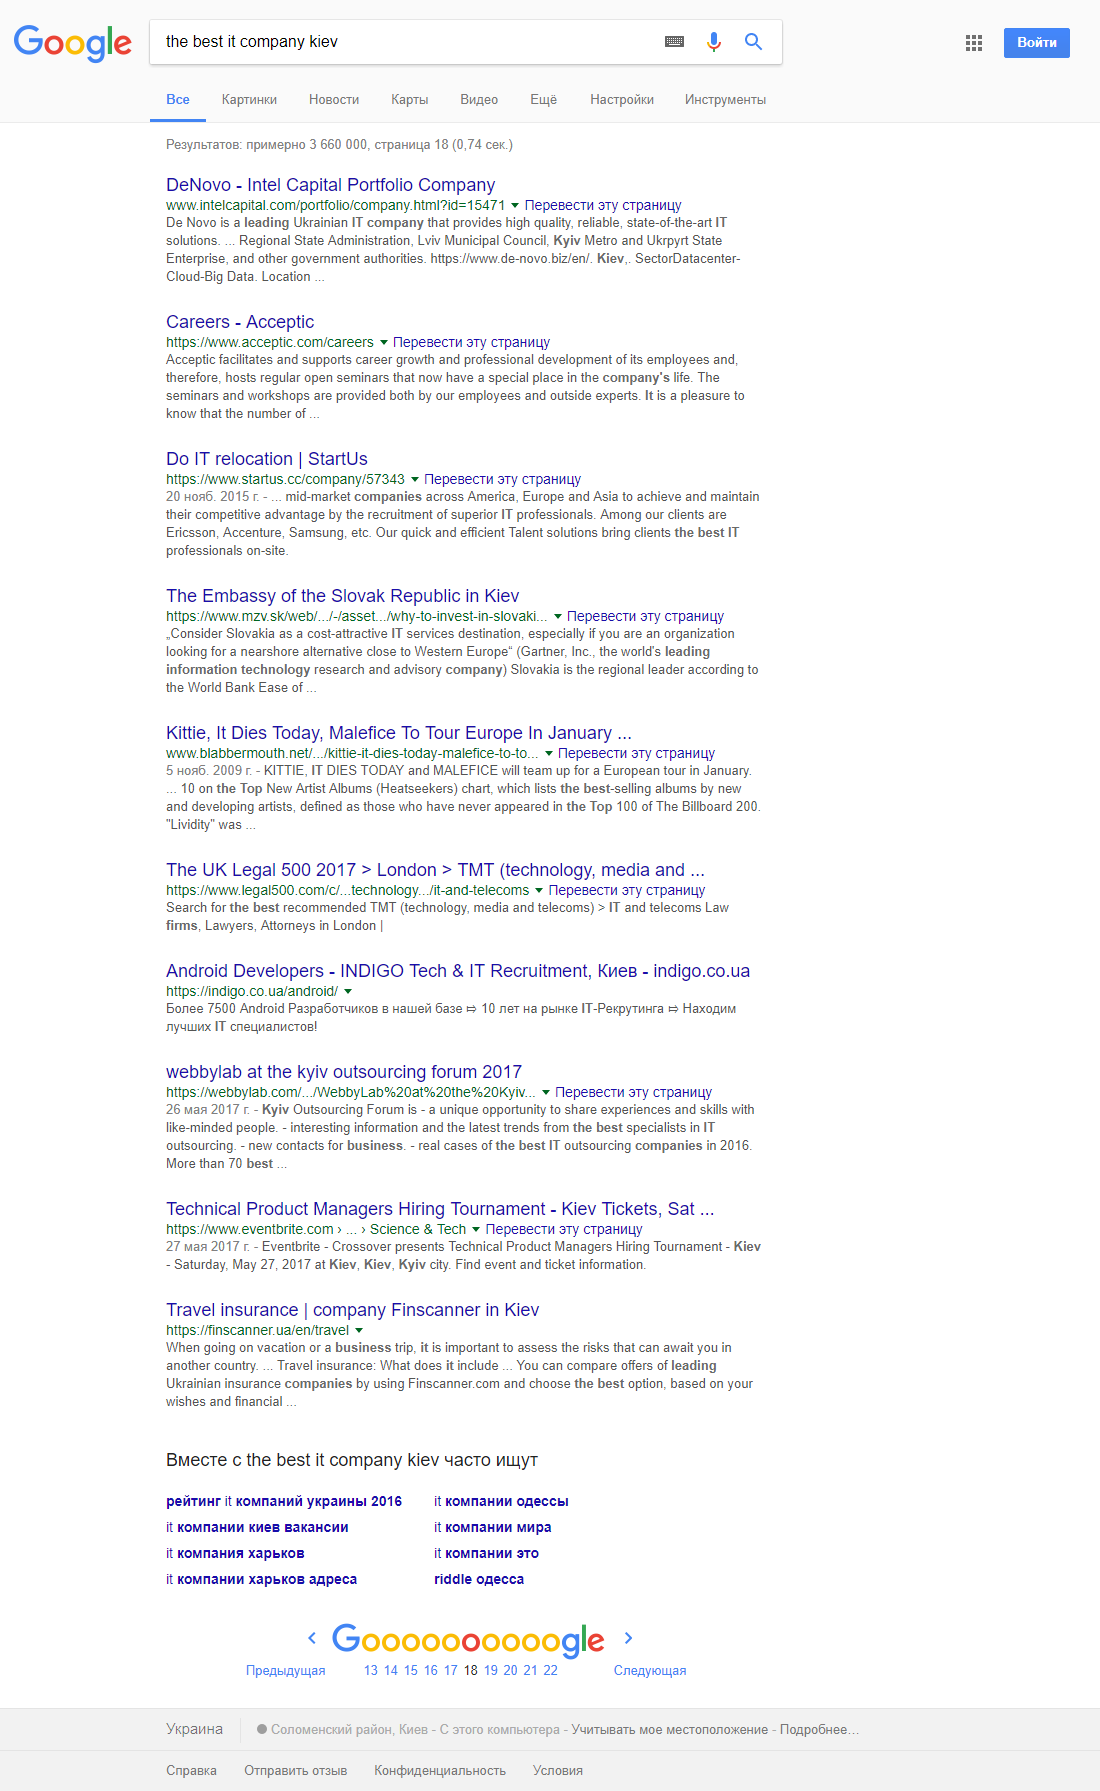 Google
the best it company kiev
Войти
Все Картинки Новости Карты Видео Ещё Настройки Инструменты
Результатов: примерно 3 660 000, страница 18 (0,74 сек.)
DeNovo - Intel Capital Portfolio Company
www.intelcapital.com/portfolio/company.html?id=15471 Перевести эту страницу
De Novo is a leading Ukrainian IT company that provides high quality, reliable, state-of-the-art IT
solutions. ... Regional State Administration, Lviv Municipal Council, Kyiv Metro and Ukrpyrt State
Enterprise, and other government authorities. https://www.de-novo.biz/en/. Kiev,. SectorDatacenter-
Cloud-Big Data. Location ...
Careers - Acceptic
https://www.acceptic.com/careers Перевести эту страницу
Acceptic facilitates and supports career growth and professional development of its employees and,
therefore, hosts regular open seminars that now have a special place in the company's life. The
seminars and workshops are provided both by our employees and outside experts. It is a pleasure to
know that the number of ...
Do IT relocation | StartUs
https://www.startus.cc/company/57343 Перевести эту страницу
20 нояб. 2015 г. - ... mid-market companies across America, Europe and Asia to achieve and maintain
their competitive advantage by the recruitment of superior IT professionals. Among our clients are
Ericsson, Accenture, Samsung, etc. Our quick and efficient Talent solutions bring clients the best IT
professionals on-site.
The Embassy of the Slovak Republic in Kiev
https://www.mzv.sk/web/.../-/asset.../why-to-invest-in-slovaki... Перевести эту страницу
„Consider Slovakia as a cost-attractive IT services destination, especially if you are an organization
looking for a nearshore alternative close to Western Europe“ (Gartner, Inc., the world's leading
information technology research and advisory company) Slovakia is the regional leader according to
the World Bank Ease of ...
Kittie, It Dies Today, Malefice To Tour Europe In January ...
www.blabbermouth.net/.../kittie-it-dies-today-malefice-to-to... Перевести эту страницу
5 нояб. 2009 г. - KITTIE, IT DIES TODAY and MALEFICE will team up for a European tour in January.
... 10 on the Top New Artist Albums (Heatseekers) chart, which lists the best-selling albums by new
and developing artists, defined as those who have never appeared in the Top 100 of The Billboard 200.
"Lividity" was ...
The UK Legal 500 2017 > London > TMT (technology, media and ...
https://www.legal500.com/c/...technology.../it-and-telecoms Перевести эту страницу
Search for the best recommended TMT (technology, media and telecoms) > IT and telecoms Law
firms, Lawyers, Attorneys in London |
Android Developers - INDIGO Tech & IT Recruitment, Киев - indigo.co.ua
https://indigo.co.ua/android/
Более 7500 Android Разработчиков в нашей базе ⇰ 10 лет на рынке IT-Рекрутинга ⇰ Находим
лучших IT специалистов!
webbylab at the kyiv outsourcing forum 2017
https://webbylab.com/.../WebbyLab%20at%20the%20Kyiv... Перевести эту страницу
26 мая 2017 г. - Kyiv Outsourcing Forum is - a unique opportunity to share experiences and skills with
like-minded people. - interesting information and the latest trends from the best specialists in IT
outsourcing. - new contacts for business. - real cases of the best IT outsourcing companies in 2016.
More than 70 best ...
Technical Product Managers Hiring Tournament - Kiev Tickets, Sat ...
https://www.eventbrite.com › ... › Science & Tech Перевести эту страницу
27 мая 2017 г. - Eventbrite - Crossover presents Technical Product Managers Hiring Tournament - Kiev
- Saturday, May 27, 2017 at Kiev, Kiev, Kyiv city. Find event and ticket information.
Travel insurance | company Finscanner in Kiev
https://finscanner.ua/en/travel
When going on vacation or a business trip, it is important to assess the risks that can await you in
another country. ... Travel insurance: What does it include ... You can compare offers of leading
Ukrainian insurance companies by using Finscanner.com and choose the best option, based on your
wishes and financial ...
Вместе с the best it company kiev часто ищут
рейтинг it компаний украины 2016 it компании одессы
it компании киев вакансии it компании мира
it компания харьков it компании это
it компании харьков адреса riddle одесса
Goooooooooogle
Предыдущая 13 14 15 16 17 18 19 20 21 22 Следующая
Украина Соломенский район, Киев - С этого компьютера - Учитывать мое местоположение - Подробнее…
Справка Отправить отзыв Конфиденциальность Условия